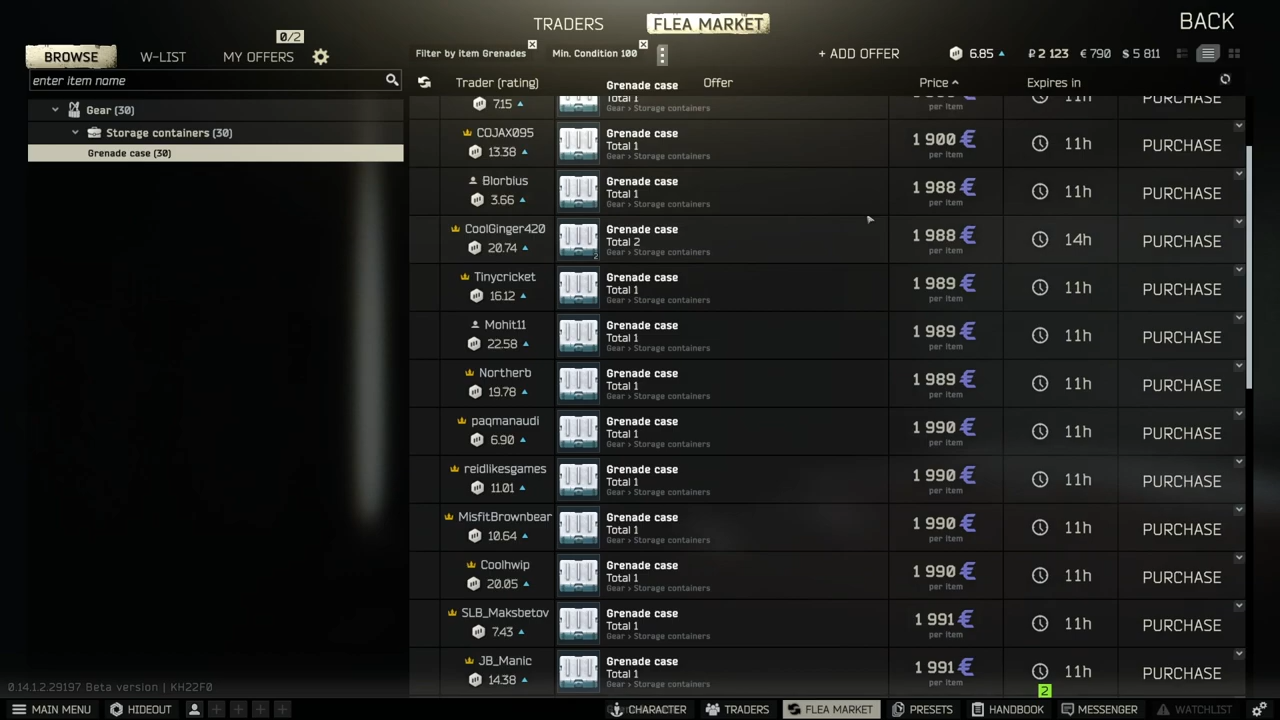 TRADERS
FLEA MARKET
BACK
0/2
BROWSE
W-LIST
MY OFFERS
Filter by item Grenades
Min. Condition 100
+ ADD OFFER
6.85
₽ 2 123
€ 790
$ 5 811
enter item name
Trader (rating)
Offer
Price
Expires in
Gear (30)
Storage containers (30)
Grenade case (30)
7.15
Grenade case
Total 1
per item
11h
PURCHASE
COJAX095
13.38
Grenade case
Total 1
Gear > Storage containers
1 900 €
per item
11h
PURCHASE
Blorbius
3.66
Grenade case
Total 1
Gear > Storage containers
1 988 €
per item
11h
PURCHASE
CoolGinger420
20.74
2
Grenade case
Total 2
Gear > Storage containers
1 988 €
per item
14h
PURCHASE
Tinycricket
16.12
Grenade case
Total 1
Gear > Storage containers
1 989 €
per item
11h
PURCHASE
Mohit11
22.58
Grenade case
Total 1
Gear > Storage containers
1 989 €
per item
11h
PURCHASE
Northerb
19.78
Grenade case
Total 1
Gear > Storage containers
1 989 €
per item
11h
PURCHASE
paqmanaudi
6.90
Grenade case
Total 1
Gear > Storage containers
1 990 €
per item
11h
PURCHASE
reidlikesgames
11.01
Grenade case
Total 1
Gear > Storage containers
1 990 €
per item
11h
PURCHASE
MisfitBrownbear
10.64
Grenade case
Total 1
Gear > Storage containers
1 990 €
per item
11h
PURCHASE
Coolhwip
20.05
Grenade case
Total 1
Gear > Storage containers
1 990 €
per item
11h
PURCHASE
SLB_Maksbetov
7.43
Grenade case
Total 1
Gear > Storage containers
1 991 €
per item
11h
PURCHASE
JB_Manic
14.38
Grenade case
Total 1
Gear > Storage containers
1 991 €
per item
11h
PURCHASE
0.14.1.2.29197 Beta version | KH22F0
2
MAIN MENU
HIDEOUT
CHARACTER
TRADERS
FLEA MARKET
PRESETS
HANDBOOK
MESSENGER
WATCHLIST